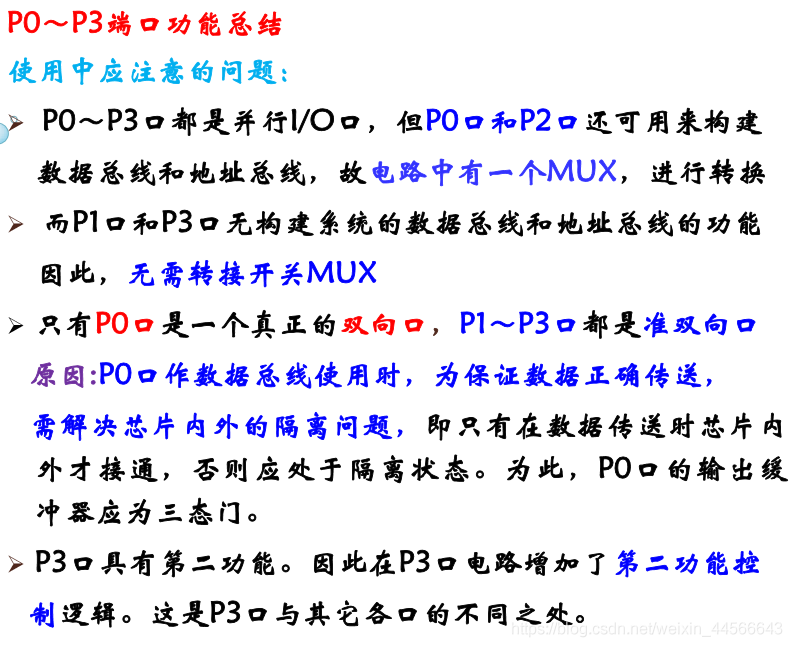 P0～P3端口功能总结
使用中应注意的问题：
P0～P3口都是并行I/O口，但P0口和P2口还可用来构建
数据总线和地址总线，故电路中有一个MUX，进行转换
而P1口和P3口无构建系统的数据总线和地址总线的功能
因此，无需转接开关MUX
只有P0口是一个真正的双向口，P1～P3口都是准双向口
原因:P0口作数据总线使用时，为保证数据正确传送，
需解决芯片内外的隔离问题，即只有在数据传送时芯片内
外才接通，否则应处于隔离状态。为此，P0口的输出缓
冲器应为三态门。
P3口具有第二功能。因此在P3口电路增加了第二功能控
制逻辑。这是P3口与其它各口的不同之处。
https://blog.csdn.net/weixin_44566643